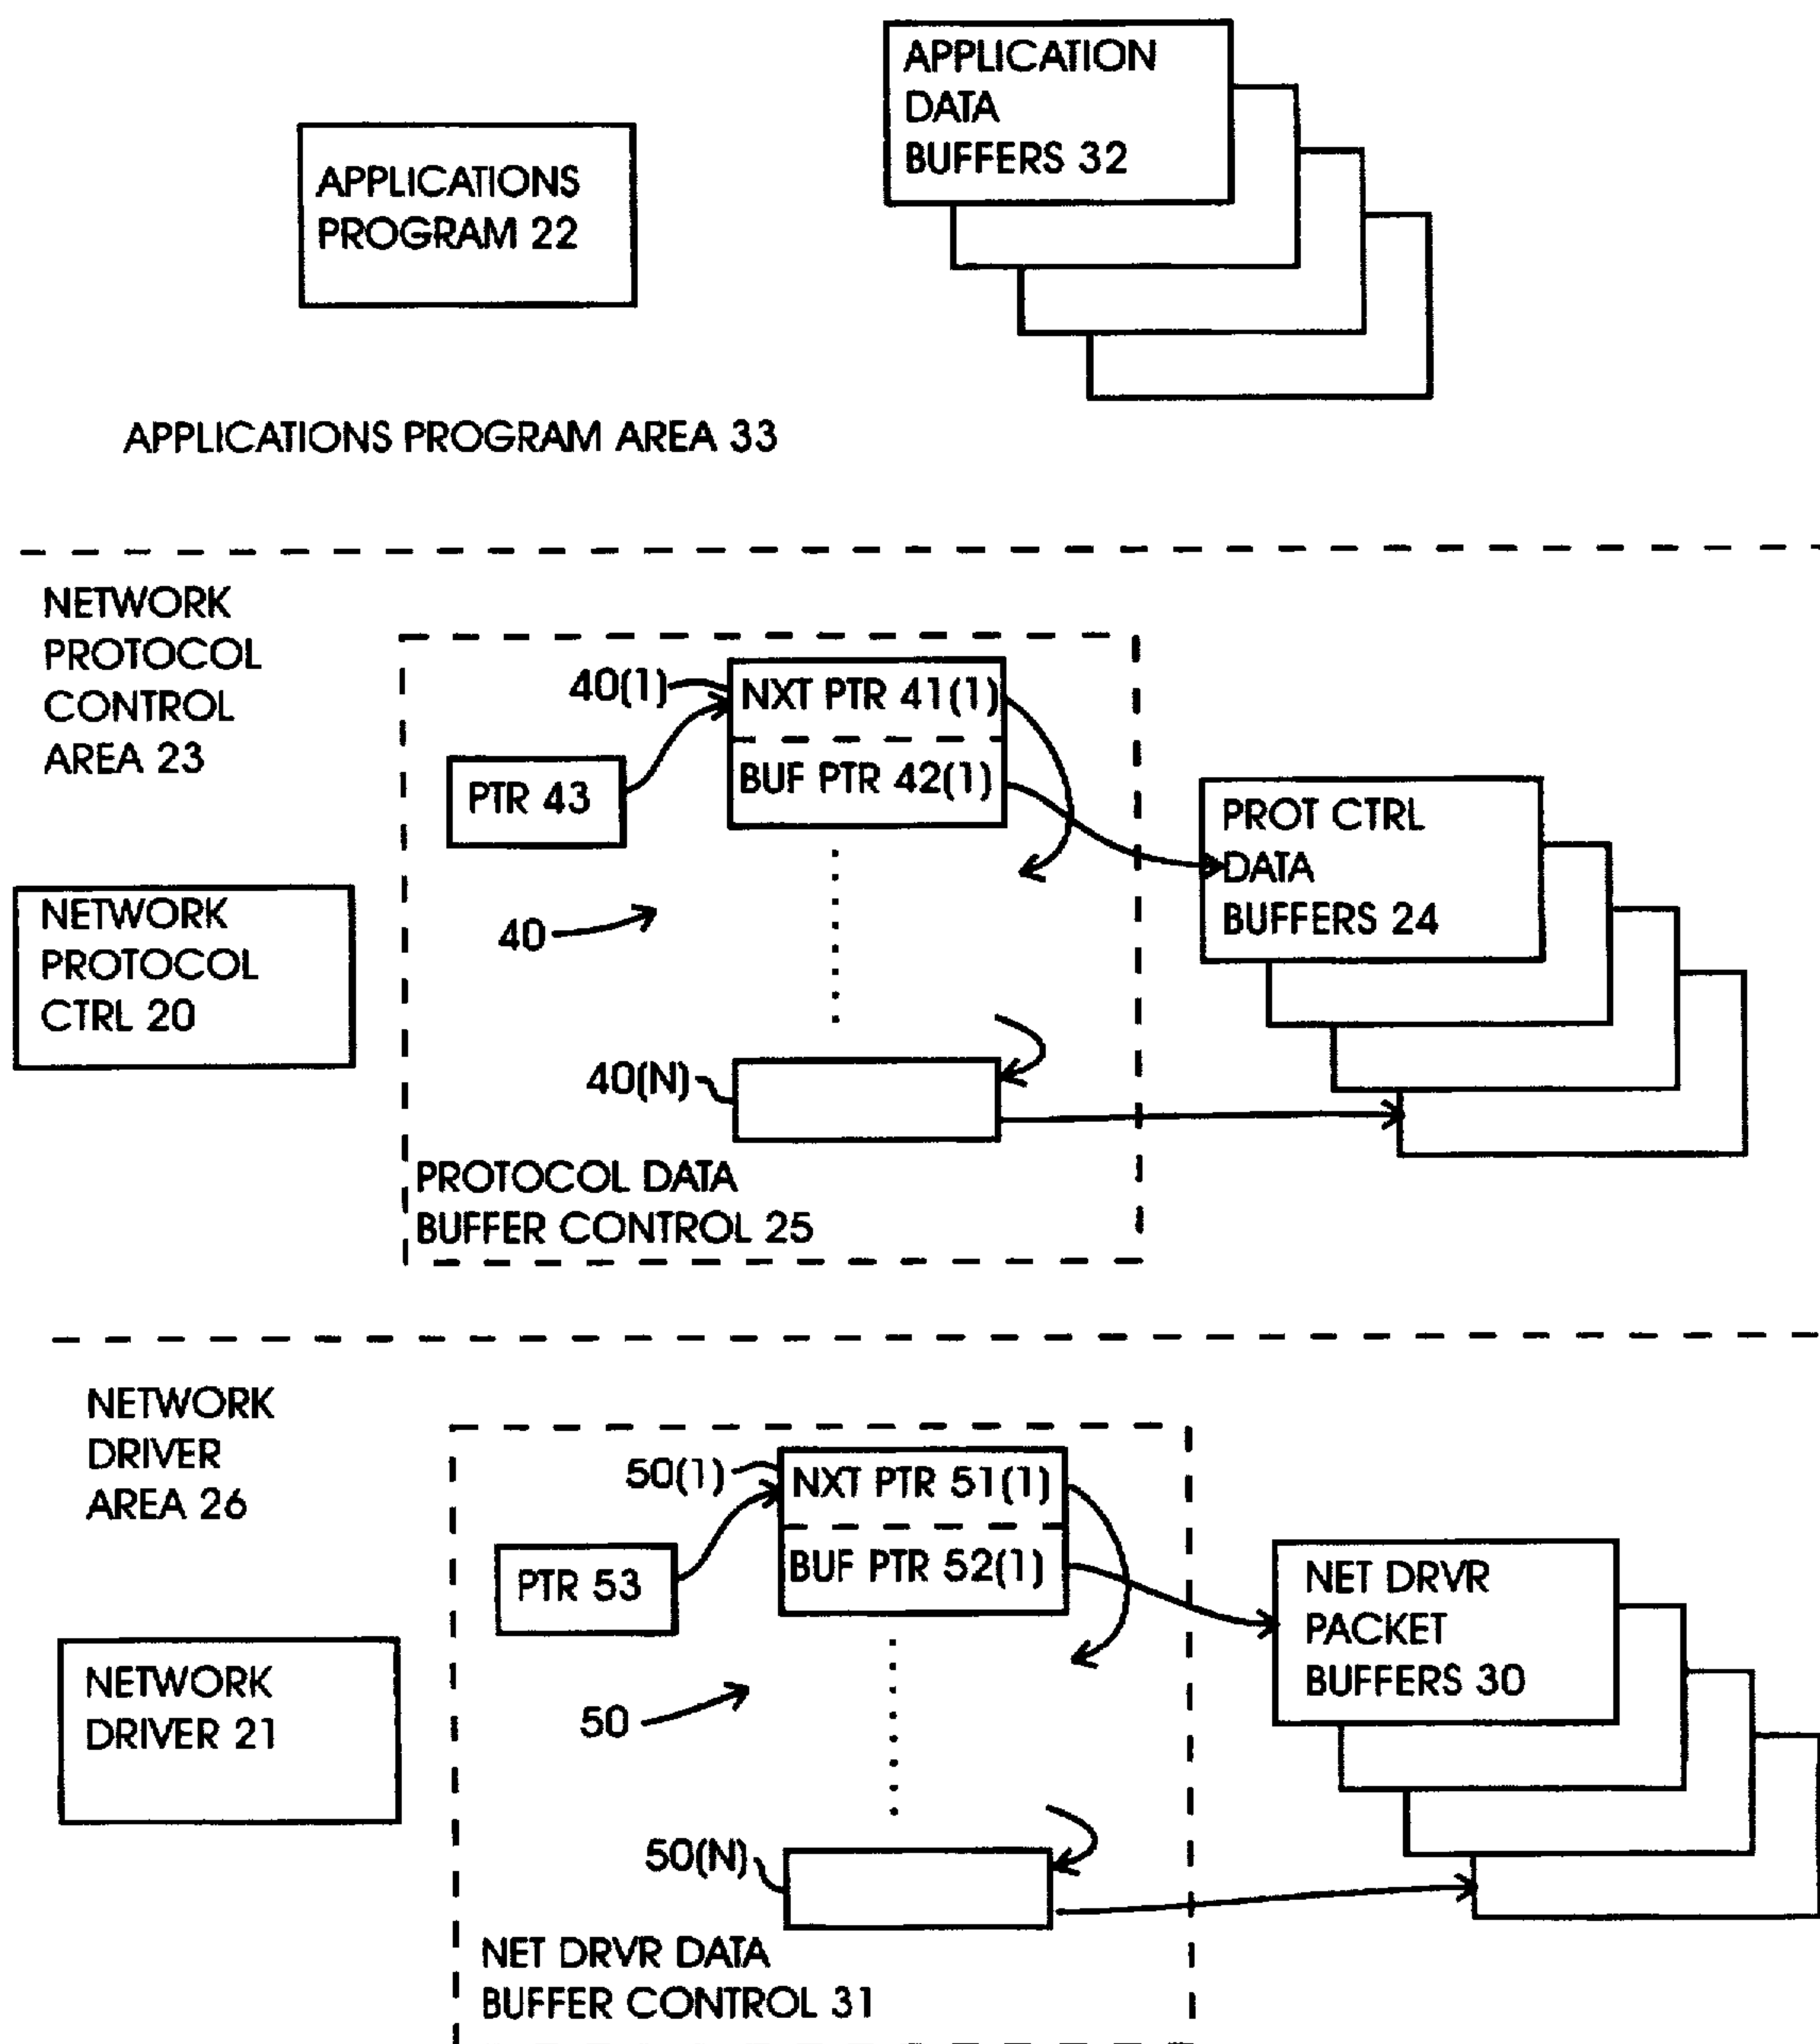 APPLICATION
DATA
BUFFERS 32
APPLICATIONS
PROGRAM 22
APPLICATIONS PROGRAM AREA 33
NETWORK
PROTOCOL
CONTROL
AREA 23
40(1)
NXT PTR 41(1)
BUF PTR 42(1)
PTR 43
PROT CTRL
DATA
BUFFERS 24
NETWORK
PROTOCOL
CTRL 20
40
40(N)
PROTOCOL DATA
BUFFER CONTROL 25
NETWORK
DRIVER
AREA 26
50(1)
NXT PTR 51(1)
BUF PTR 52(1)
PTR 53
NET DRVR
PACKET
BUFFERS 30
NETWORK
DRIVER 21
50
50(N)
NET DRVR DATA
BUFFER CONTROL 31